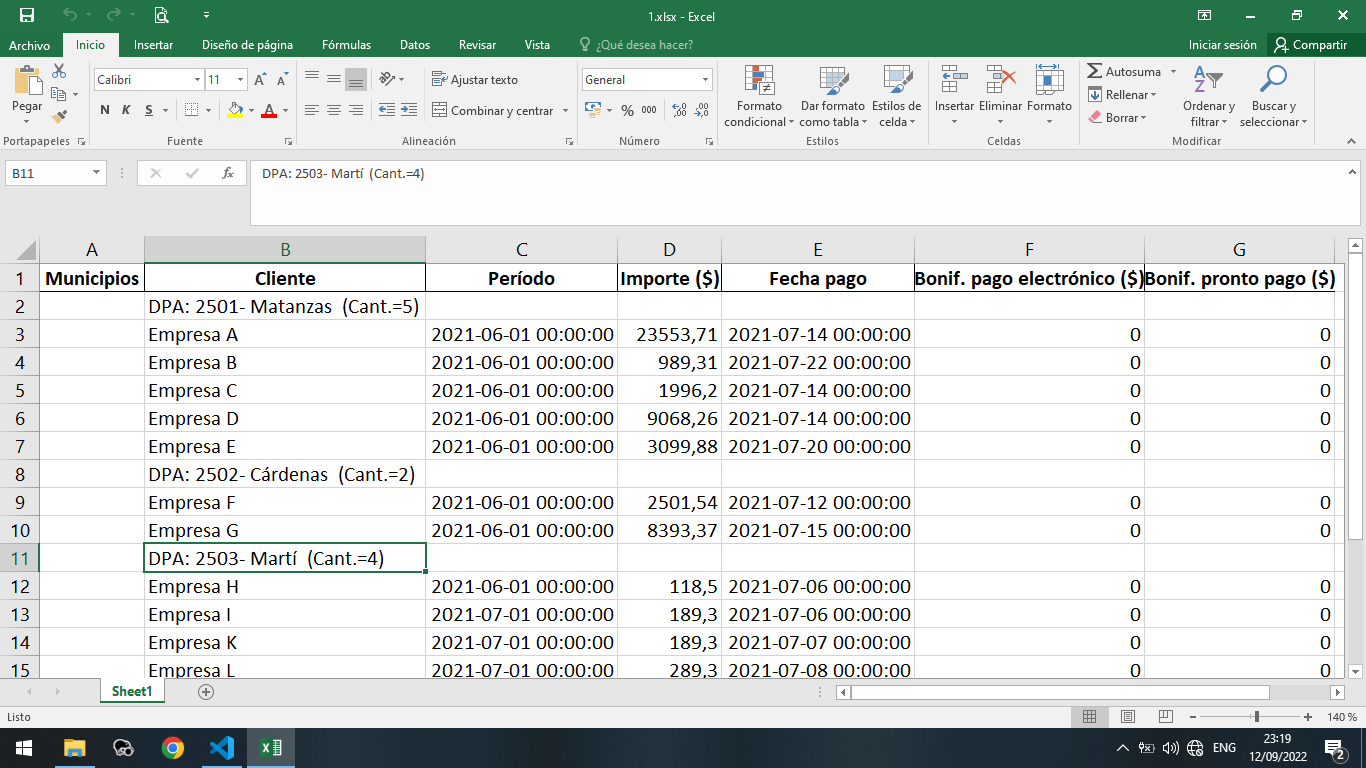 1.xlsx - Excel
Archivo Inicio Insertar Diseño de página Fórmulas Datos Revisar Vista ¿Qué desea hacer? Iniciar sesión Compartir
Pegar
Calibri 11
N K S
Ajustar texto
Combinar y centrar
General
% 000
Formato condicional
Dar formato como tabla
Estilos de celda
Insertar Eliminar Formato
Autosuma
Rellenar
Borrar
Ordenar y filtrar
Buscar y seleccionar
Portapapeles Fuente Alineación Número Estilos Celdas Modificar
B11 fx DPA: 2503- Martí (Cant.=4)
A B C D E F G
1 Municipios Cliente Período Importe ($) Fecha pago Bonif. pago electrónico ($) Bonif. pronto pago ($)
2 DPA: 2501- Matanzas (Cant.=5)
3 Empresa A 2021-06-01 00:00:00 23553,71 2021-07-14 00:00:00 0 0
4 Empresa B 2021-06-01 00:00:00 989,31 2021-07-22 00:00:00 0 0
5 Empresa C 2021-06-01 00:00:00 1996,2 2021-07-14 00:00:00 0 0
6 Empresa D 2021-06-01 00:00:00 9068,26 2021-07-14 00:00:00 0 0
7 Empresa E 2021-06-01 00:00:00 3099,88 2021-07-20 00:00:00 0 0
8 DPA: 2502- Cárdenas (Cant.=2)
9 Empresa F 2021-06-01 00:00:00 2501,54 2021-07-12 00:00:00 0 0
10 Empresa G 2021-06-01 00:00:00 8393,37 2021-07-15 00:00:00 0 0
11 DPA: 2503- Martí (Cant.=4)
12 Empresa H 2021-06-01 00:00:00 118,5 2021-07-06 00:00:00 0 0
13 Empresa I 2021-07-01 00:00:00 189,3 2021-07-06 00:00:00 0 0
14 Empresa K 2021-07-01 00:00:00 189,3 2021-07-07 00:00:00 0 0
15 Empresa L 2021-07-01 00:00:00 289,3 2021-07-08 00:00:00 0 0
Sheet1
Listo 140 %
ENG 23:19
12/09/2022
2